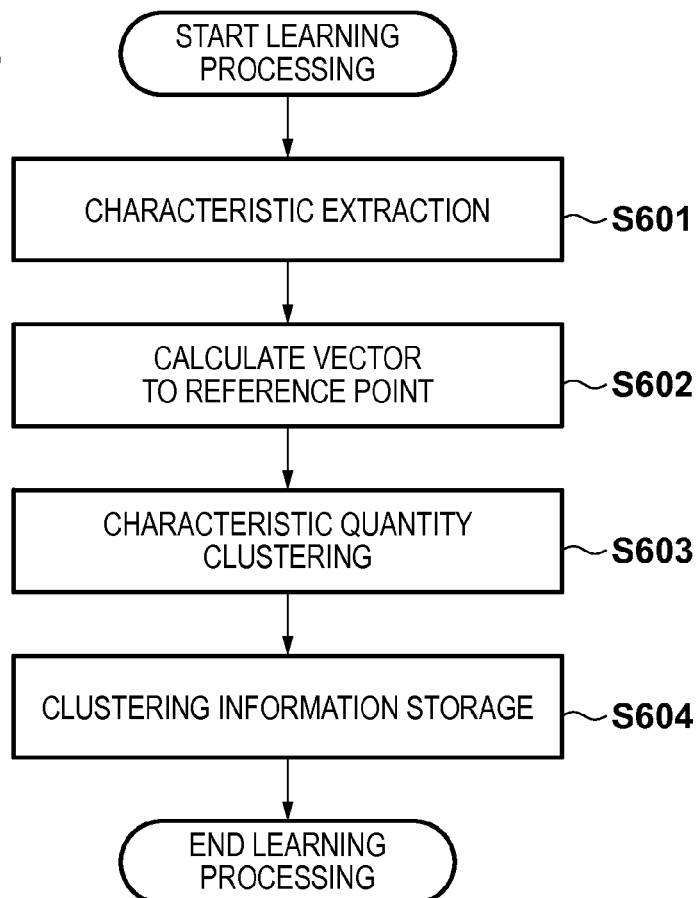 START LEARNING
PROCESSING
CHARACTERISTIC EXTRACTION
S601
CALCULATE VECTOR
TO REFERENCE POINT
S602
CHARACTERISTIC QUANTITY
CLUSTERING
S603
CLUSTERING INFORMATION STORAGE
S604
END LEARNING
PROCESSING